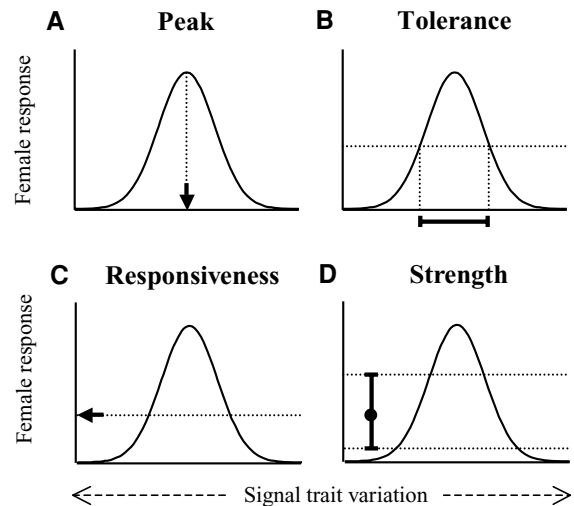 A Peak
B Tolerance
Female response
C Responsiveness
D Strength
Female response
Signal trait variation